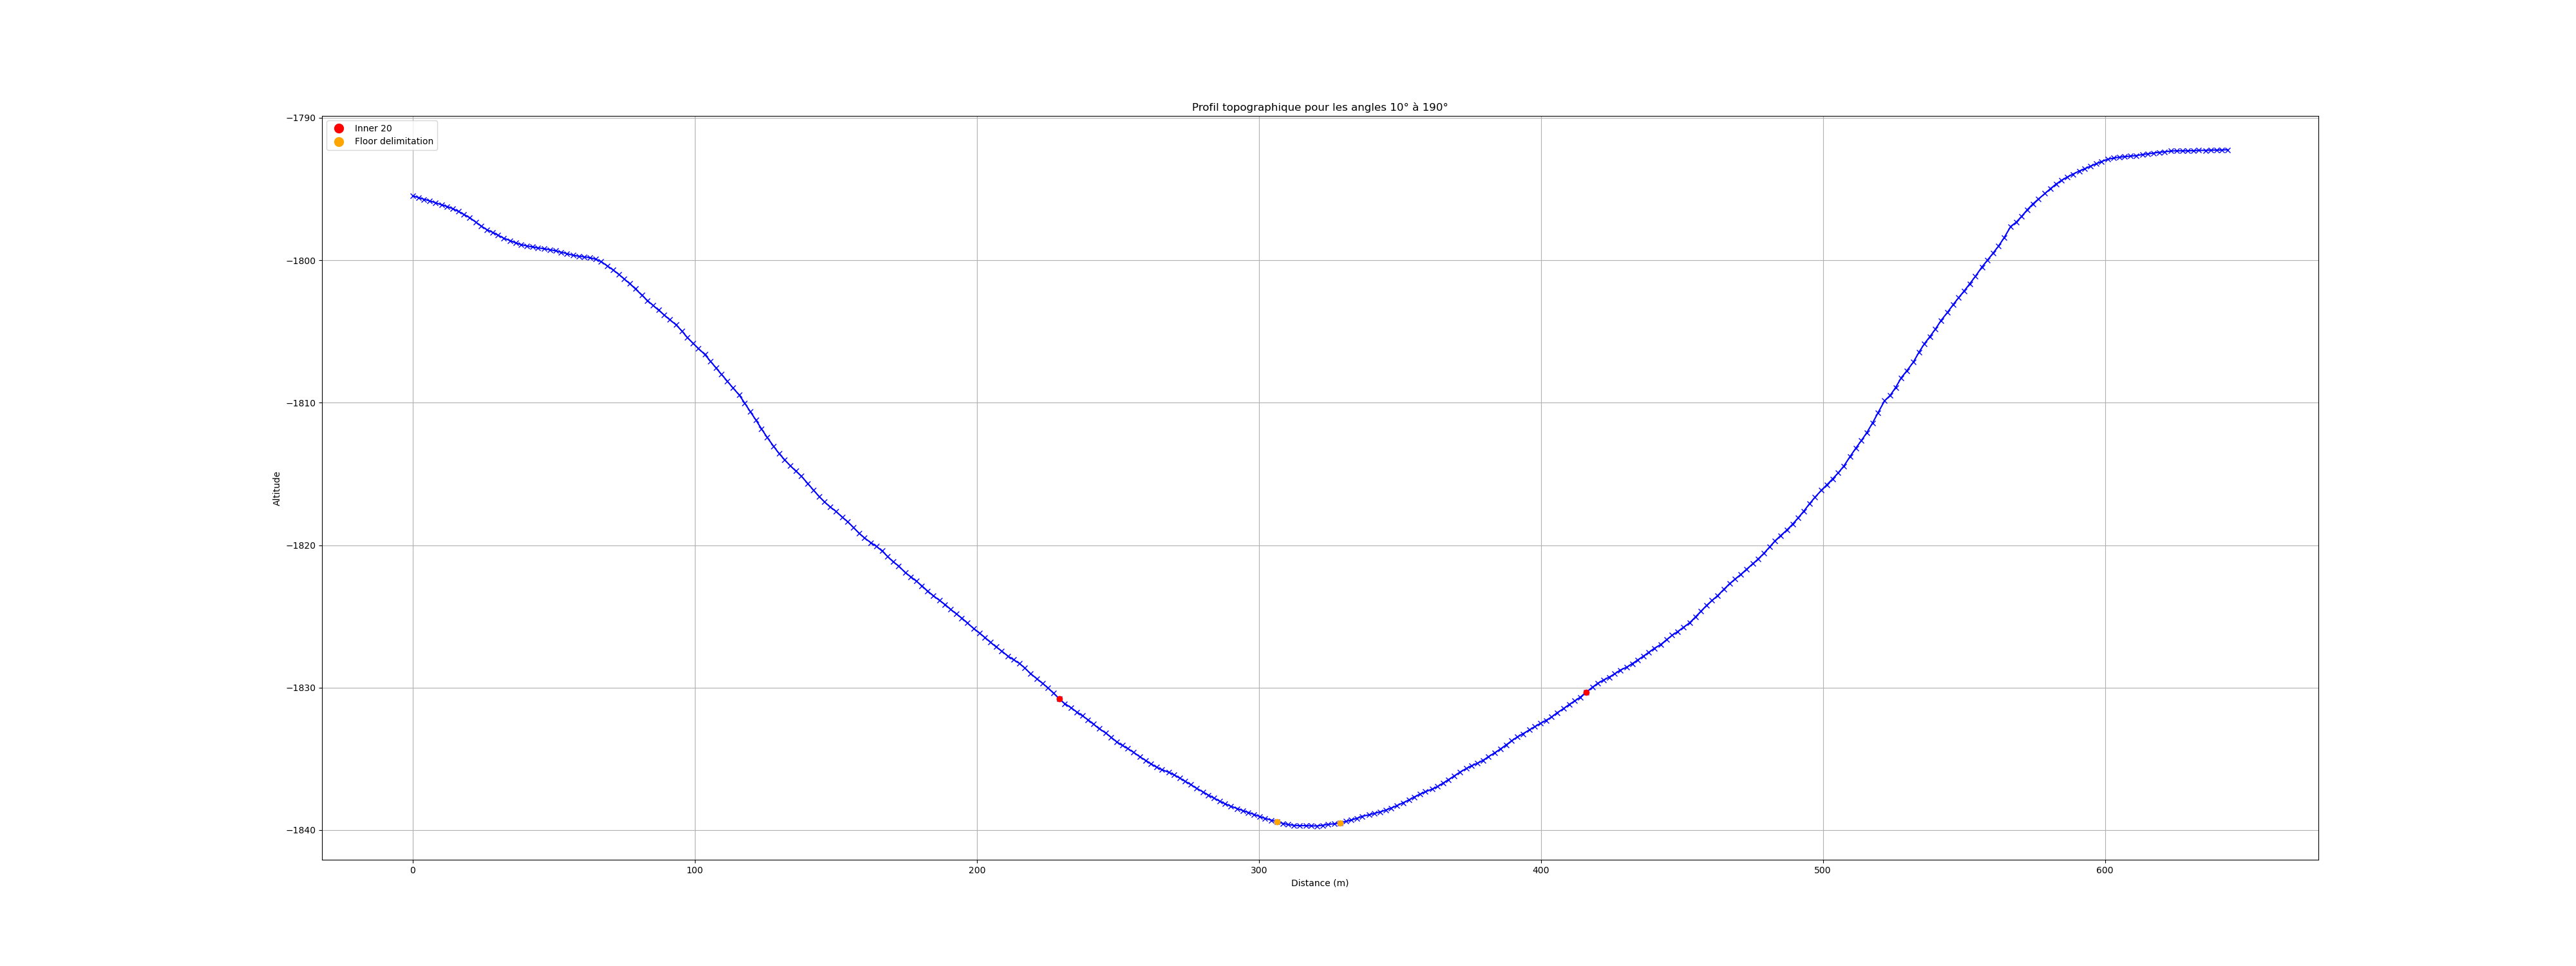 Profil topographique pour les angles 10° à 190°
Inner 20
Floor delimitation
−1790
−1800
−1810
−1820
−1830
−1840
Altitude
0 100 200 300 400 500 600
Distance (m)